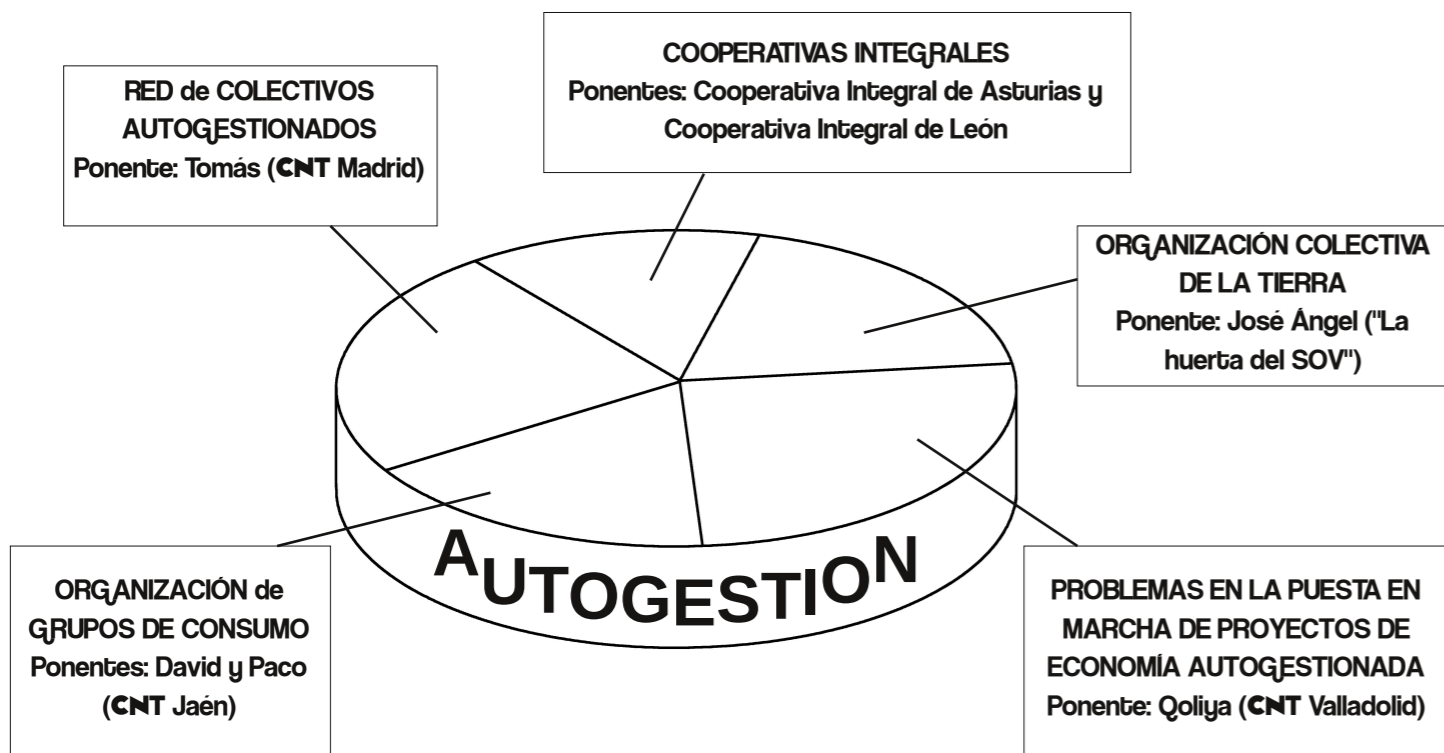 COOPERATIVAS INTEGRALES
Ponentes: Cooperativa Integral de Asturias y
Cooperativa Integral de León
RED de COLECTIVOS
AUTOGESTIONADOS
Ponente: Tomás (CNT Madrid)
ORGANIZACIÓN COLECTIVA
DE LA TIERRA
Ponente: José Ángel ("La
huerta del SOV")
AUTOGESTION
ORGANIZACIÓN de
GRUPOS DE CONSUMO
Ponentes: David y Paco
(CNT Jaén)
PROBLEMAS EN LA PUESTA EN
MARCHA DE PROYECTOS DE
ECONOMÍA AUTOGESTIONADA
Ponente: Qoliya (CNT Valladolid)